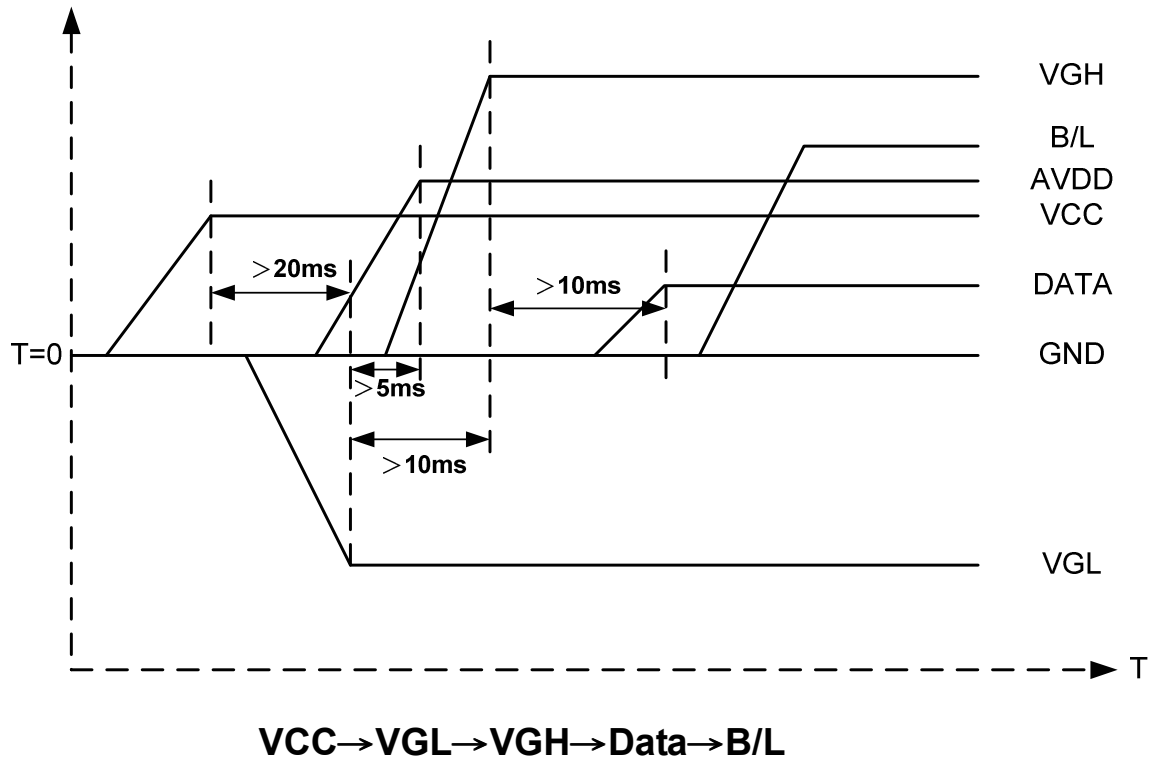 VGH
B/L
AVDD
VCC
>20ms
>10ms
DATA
T=0
GND
>5ms
>10ms
VGL
T
VCC→VGL→VGH→Data→B/L